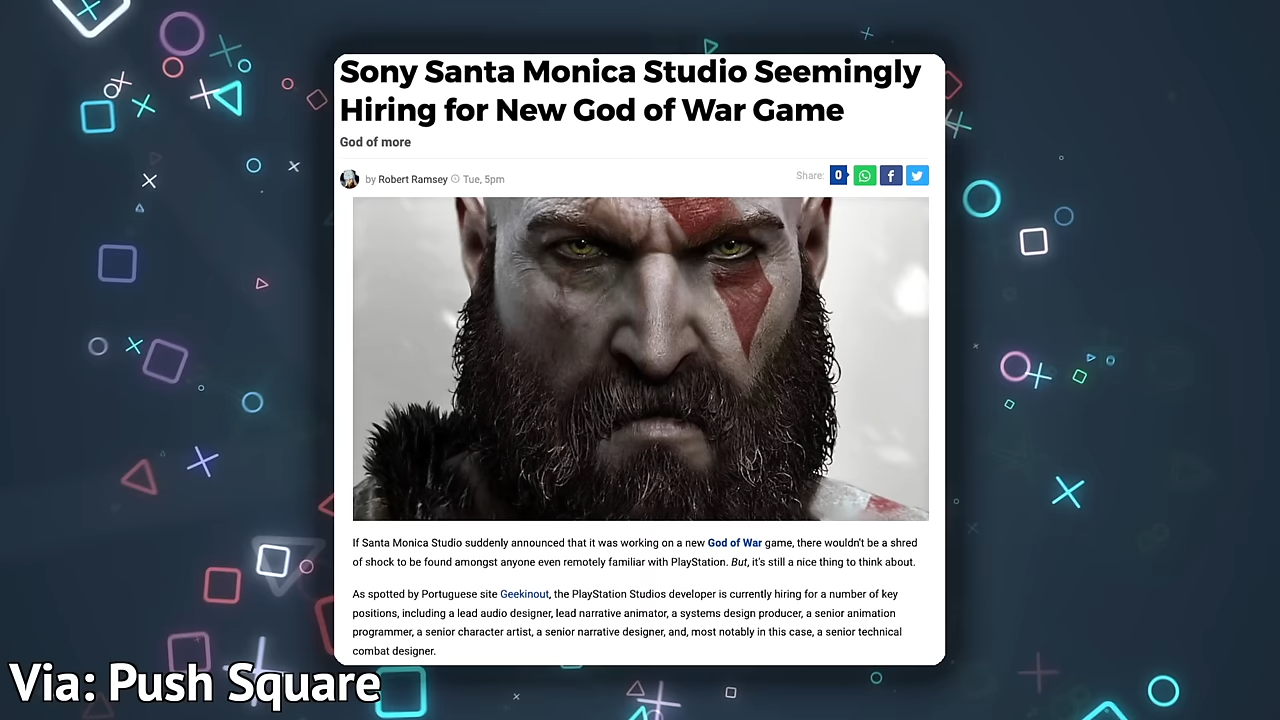 Sony Santa Monica Studio Seemingly
Hiring for New God of War Game
God of more
by Robert Ramsey Tue, 5pm
Share: 0
If Santa Monica Studio suddenly announced that it was working on a new God of War game, there wouldn't be a shred
of shock to be found amongst anyone even remotely familiar with PlayStation. But, it's still a nice thing to think about.
As spotted by Portuguese site Geekinout, the PlayStation Studios developer is currently hiring for a number of key
positions, including a lead audio designer, lead narrative animator, a systems design producer, a senior animation
programmer, a senior character artist, a senior narrative designer, and, most notably in this case, a senior technical
combat designer.
Via: Push Square